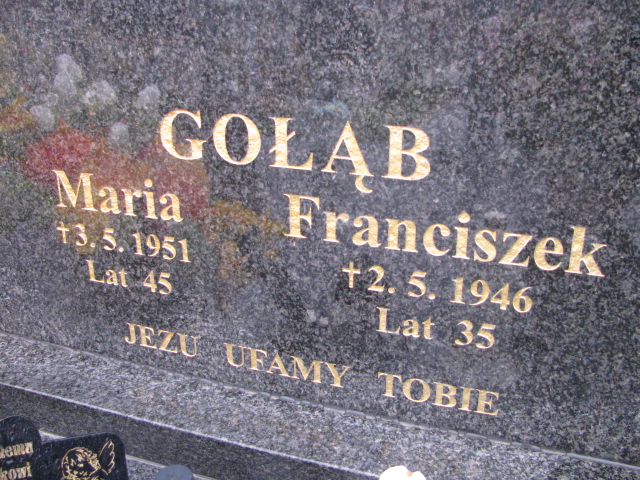 GOŁĄB
Maria
✝3. 5. 1951
Lat 45
Franciszek
✝2. 5. 1946
Lat 35
JEZU UFAMY TOBIE